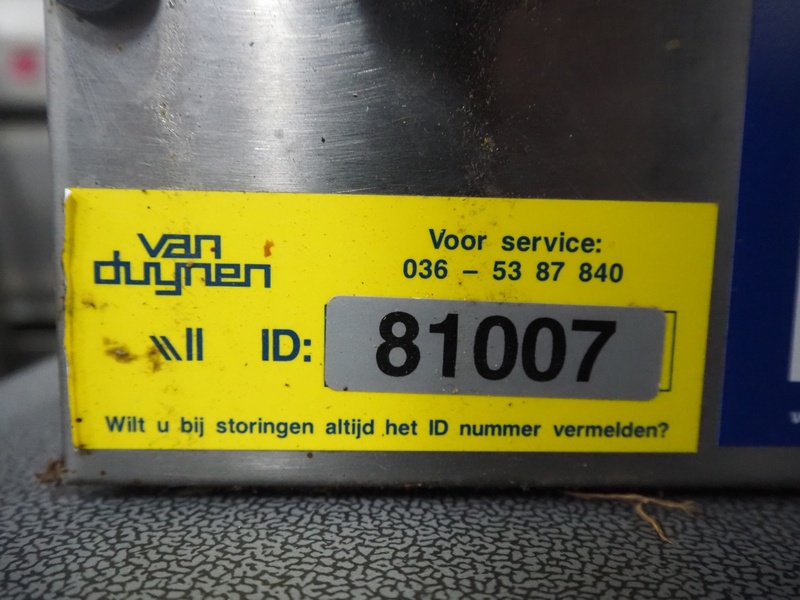 van
duynen
Voor service:
036 – 53 87 840
ID: 81007
Wilt u bij storingen altijd het ID nummer vermelden?